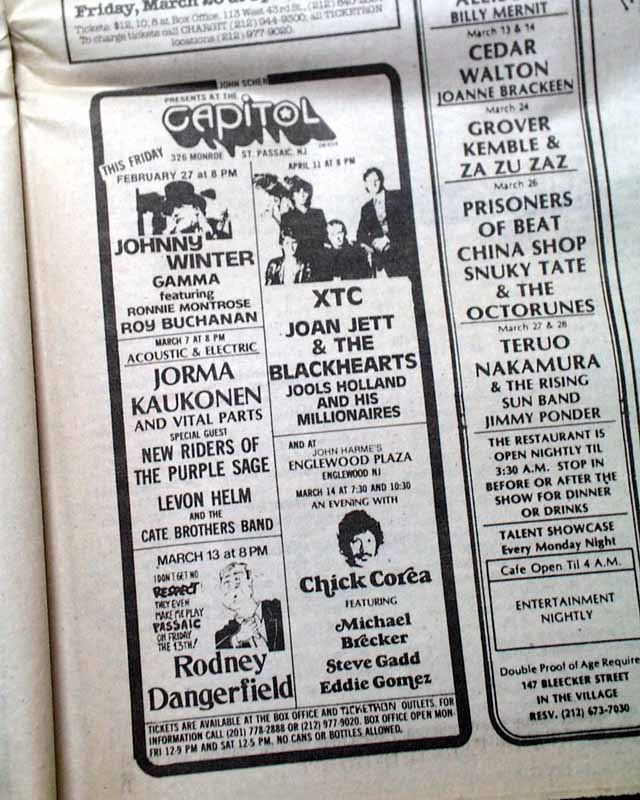 Friday, March 20
Tickets: $12, 10, 8 at Box Office, 113 West 43rd St., (212)
To charge tickets call CHARGIT (212) 944-9300, all TICKETRON
locations (212) 977-9020.
JOHN SCHER
PRESENTS AT THE
CAPITOL
THIS FRIDAY
326 MONROE ST. PASSAIC, NJ
FEBRUARY 27 at 8 PM
JOHNNY
WINTER
GAMMA
featuring
RONNIE MONTROSE
ROY BUCHANAN
MARCH 7 AT 8 PM
ACOUSTIC & ELECTRIC
JORMA
KAUKONEN
AND VITAL PARTS
SPECIAL GUEST
NEW RIDERS OF
THE PURPLE SAGE
LEVON HELM
AND THE
CATE BROTHERS BAND
MARCH 13 at 8 PM
I DON'T GET NO
RESPECT!
THEY EVEN
MAKE ME PLAY
PASSAIC
ON FRIDAY
THE 13TH!
Rodney
Dangerfield
APRIL 11 AT 8 PM
XTC
JOAN JETT
& THE
BLACKHEARTS
JOOLS HOLLAND
AND HIS
MILLIONAIRES
AND AT
JOHN HARME'S
ENGLEWOOD PLAZA
ENGLEWOOD NJ
MARCH 14 AT 7:30 AND 10:30
AN EVENING WITH
Chick Corea
FEATURING
Michael
Brecker
Steve Gadd
Eddie Gomez
TICKETS ARE AVAILABLE AT THE BOX OFFICE AND TICKETRON OUTLETS. FOR
INFORMATION CALL (201) 778-2888 OR (212) 977-9020. BOX OFFICE OPEN MON-
FRI 12-9 PM AND SAT 12-5 PM. NO CANS OR BOTTLES ALLOWED.
BILLY MERNIT
March 13 & 14
CEDAR
WALTON
JOANNE BRACKEEN
March 24
GROVER
KEMBLE &
ZA ZU ZAZ
March 26
PRISONERS
OF BEAT
CHINA SHOP
SNUKY TATE
& THE
OCTORUNES
March 27 & 28
TERUO
NAKAMURA
& THE RISING
SUN BAND
JIMMY PONDER
THE RESTAURANT IS
OPEN NIGHTLY TIL
3:30 A.M. STOP IN
BEFORE OR AFTER THE
SHOW FOR DINNER
OR DRINKS
TALENT SHOWCASE
Every Monday Night
Cafe Open Til 4 A.M.
ENTERTAINMENT
NIGHTLY
Double Proof of Age Require
147 BLEECKER STREET
IN THE VILLAGE
RESV. (212) 673-7030